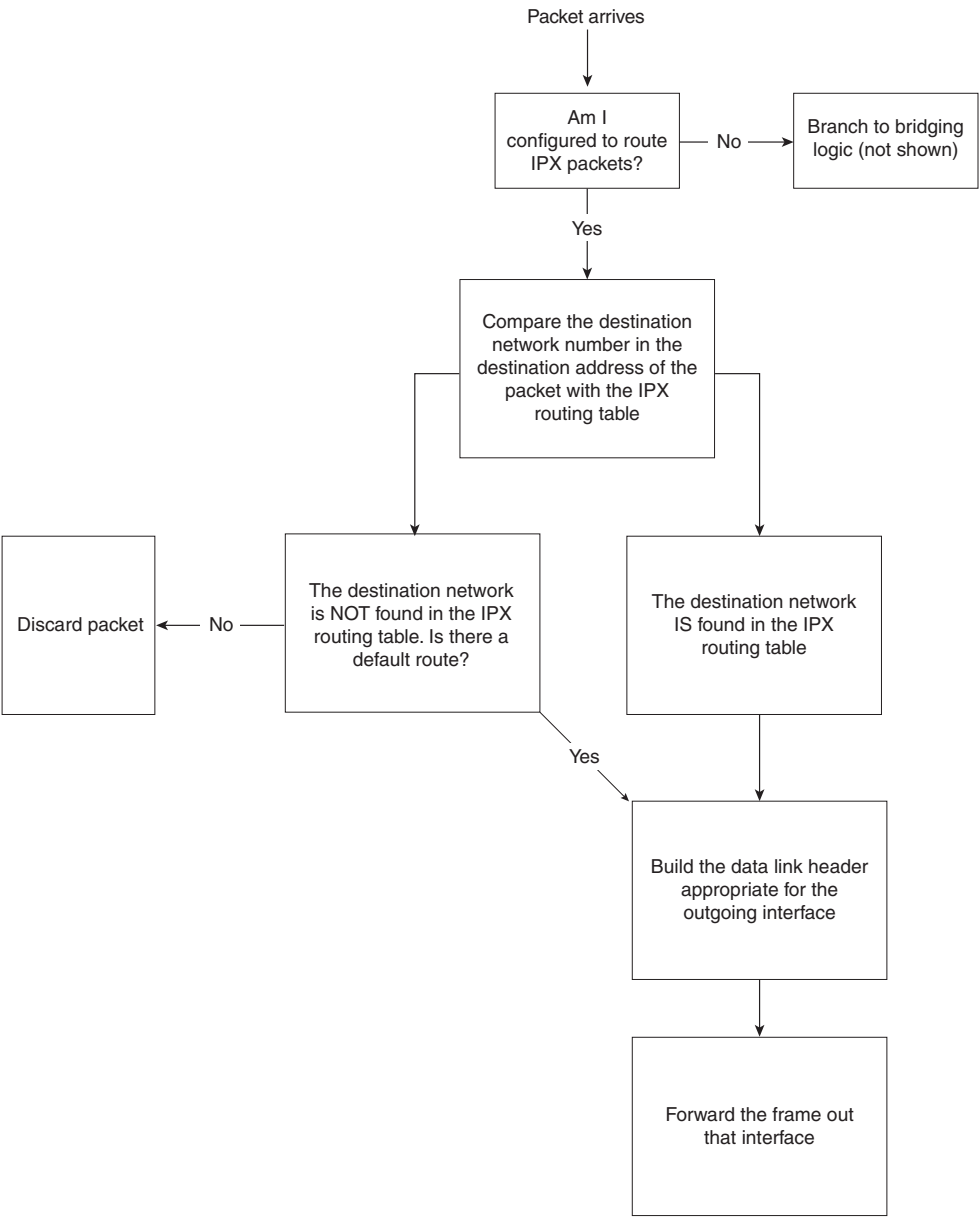 Packet arrives
Am I
configured to route
IPX packets?
No
Branch to bridging
logic (not shown)
Yes
Compare the destination
network number in the
destination address of the
packet with the IPX
routing table
Discard packet
No
The destination network
is NOT found in the IPX
routing table. Is there a
default route?
The destination network
IS found in the IPX
routing table
Yes
Build the data link header
appropriate for the
outgoing interface
Forward the frame out
that interface